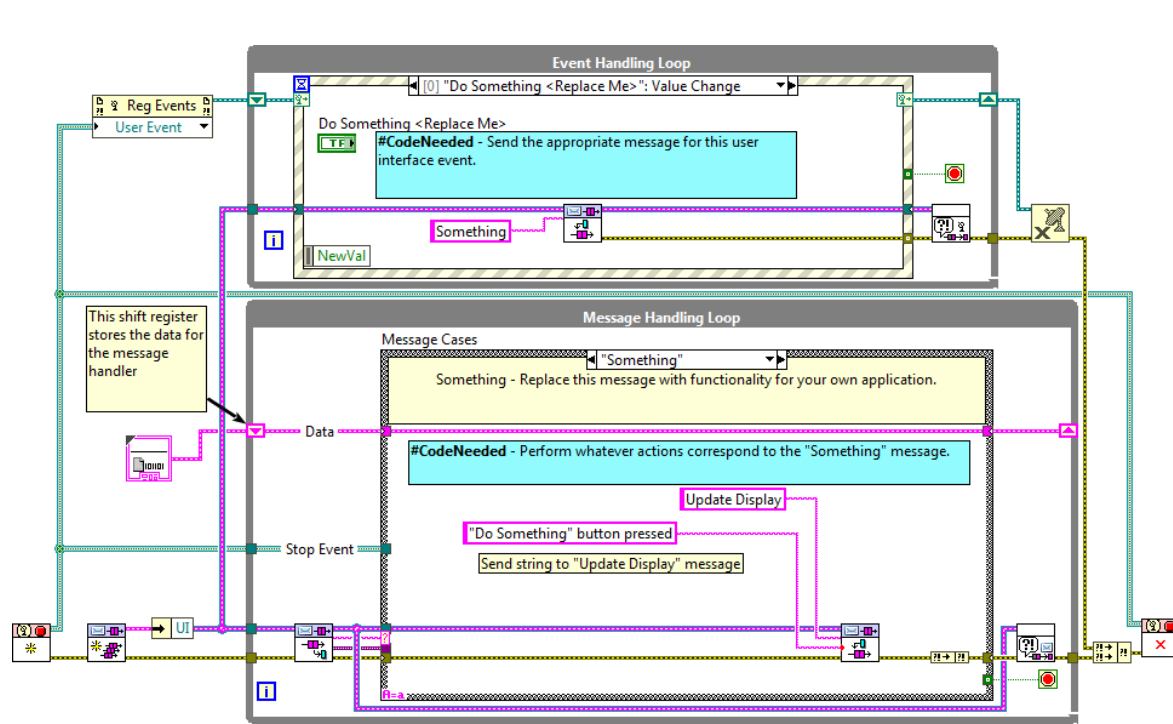 Event Handling Loop
[0] "Do Something <Replace Me>": Value Change
Reg Events
User Event
Do Something <Replace Me>
TF
#CodeNeeded - Send the appropriate message for this user
interface event.
Something
i
NewVal
Message Handling Loop
This shift register
stores the data for
the message
handler
Message Cases
"Something"
Something - Replace this message with functionality for your own application.
Data
#CodeNeeded - Perform whatever actions correspond to the "Something" message.
Update Display
"Do Something" button pressed
Stop Event
Send string to "Update Display" message
UI
i
A=a